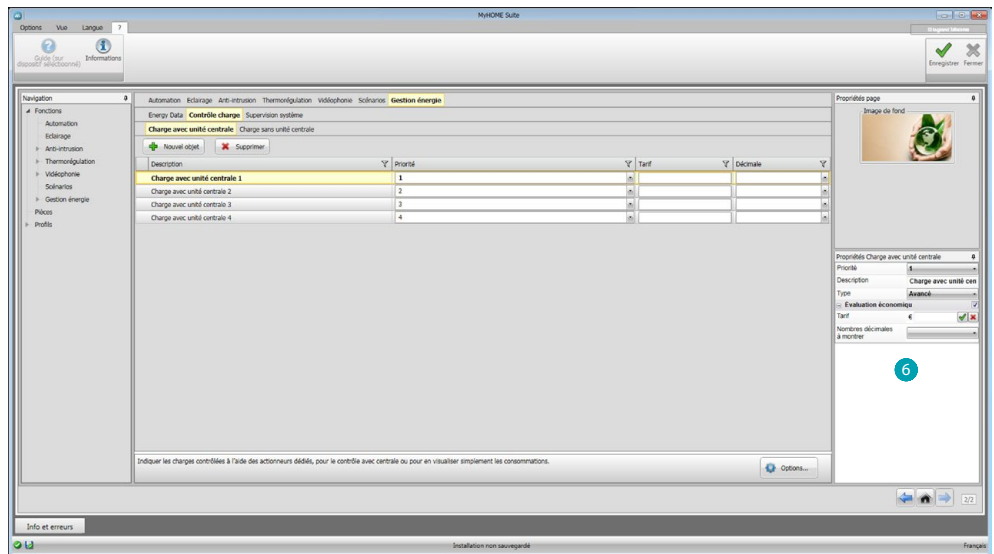 MyHOME Suite
Options Vue Langue ?
Guide (sur dispositif sélectionné)
Informations
Enregistrer Fermer
Navigation
Fonctions
Automation
Eclairage
Anti-intrusion
Thermorégulation
Vidéophonie
Scénarios
Gestion énergie
Pièces
Profils
Automation Eclairage Anti-intrusion Thermorégulation Vidéophonie Scénarios Gestion énergie
Energy Data Contrôle charge Supervision système
Charge avec unité centrale Charge sans unité centrale
Nouvel objet Supprimer
Description Priorité Tarif Décimale
Charge avec unité centrale 1 1
Charge avec unité centrale 2 2
Charge avec unité centrale 3 3
Charge avec unité centrale 4 4
Indiquer les charges contrôlées à l'aide des actionneurs dédiés, pour le contrôle avec centrale ou pour en visualiser simplement les consommations.
Options...
Propriétés page
Image de fond
Propriétés Charge avec unité centrale
Priorité 1
Description Charge avec unité cen
Type Avancé
Évaluation économiqu
Tarif €
Nombres décimales
à montrer
6
2/2
Info et erreurs
Installation non sauvegardé
Français